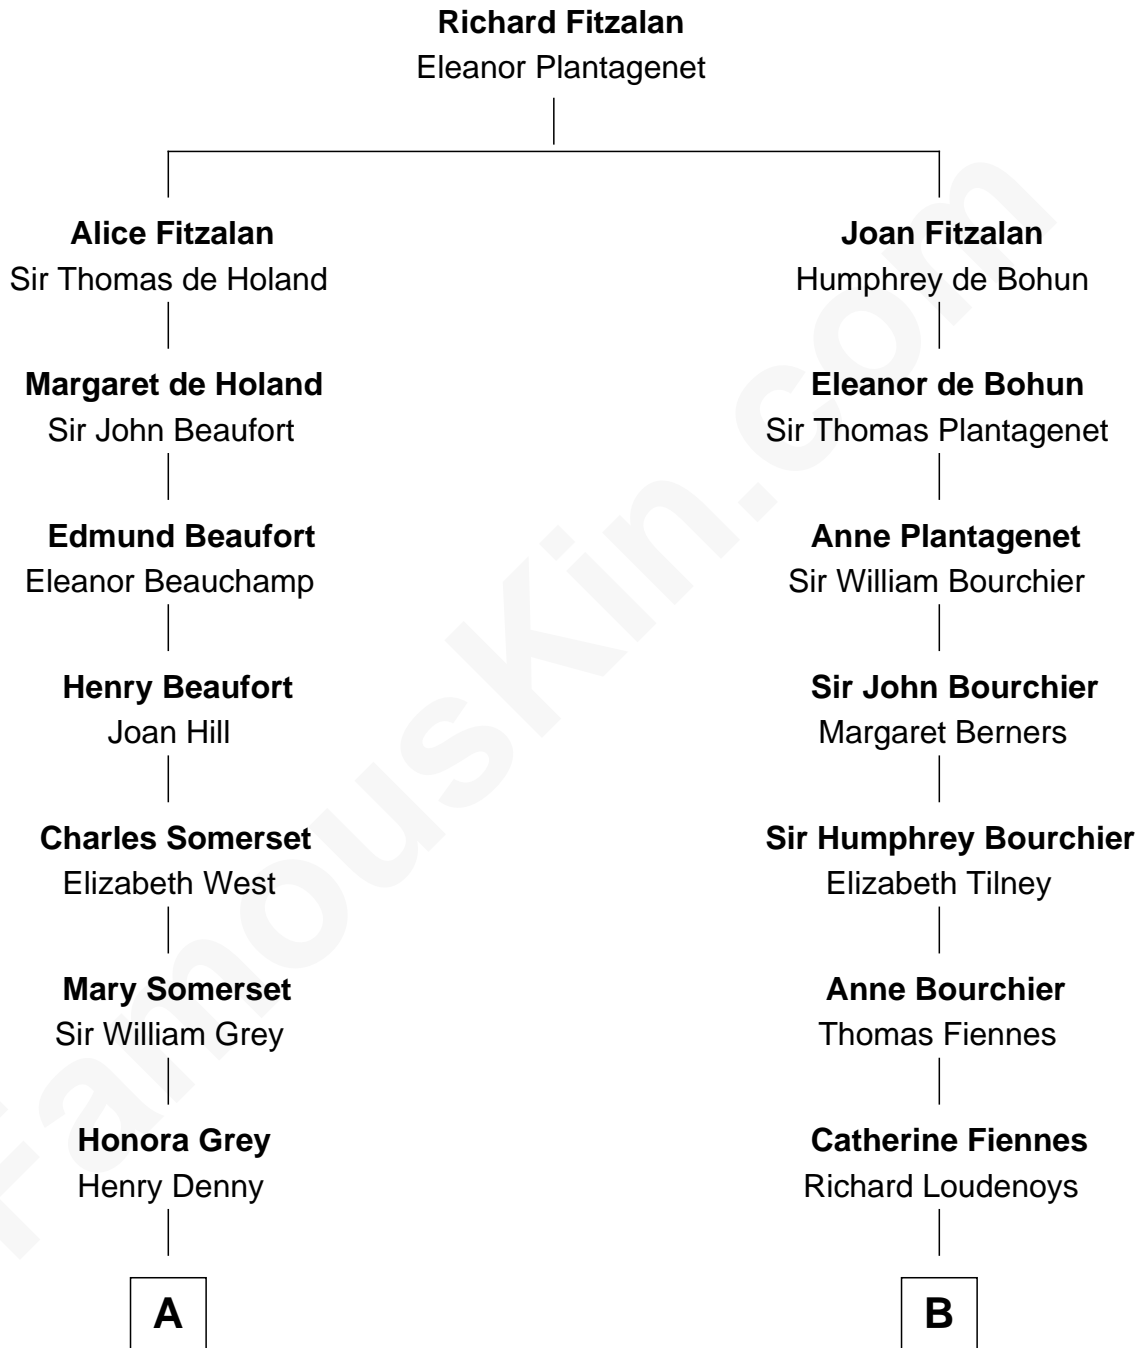 Richard Fitzalan
Eleanor Plantagenet
Alice Fitzalan
Sir Thomas de Holand
Joan Fitzalan
Humphrey de Bohun
Margaret de Holand
Sir John Beaufort
Eleanor de Bohun
Sir Thomas Plantagenet
Edmund Beaufort
Eleanor Beauchamp
Anne Plantagenet
Sir William Bourchier
Henry Beaufort
Joan Hill
Sir John Bourchier
Margaret Berners
Charles Somerset
Elizabeth West
Sir Humphrey Bourchier
Elizabeth Tilney
Mary Somerset
Sir William Grey
Anne Bourchier
Thomas Fiennes
Honora Grey
Henry Denny
Catherine Fiennes
Richard Loudenoys
A
B
FamousKin.com